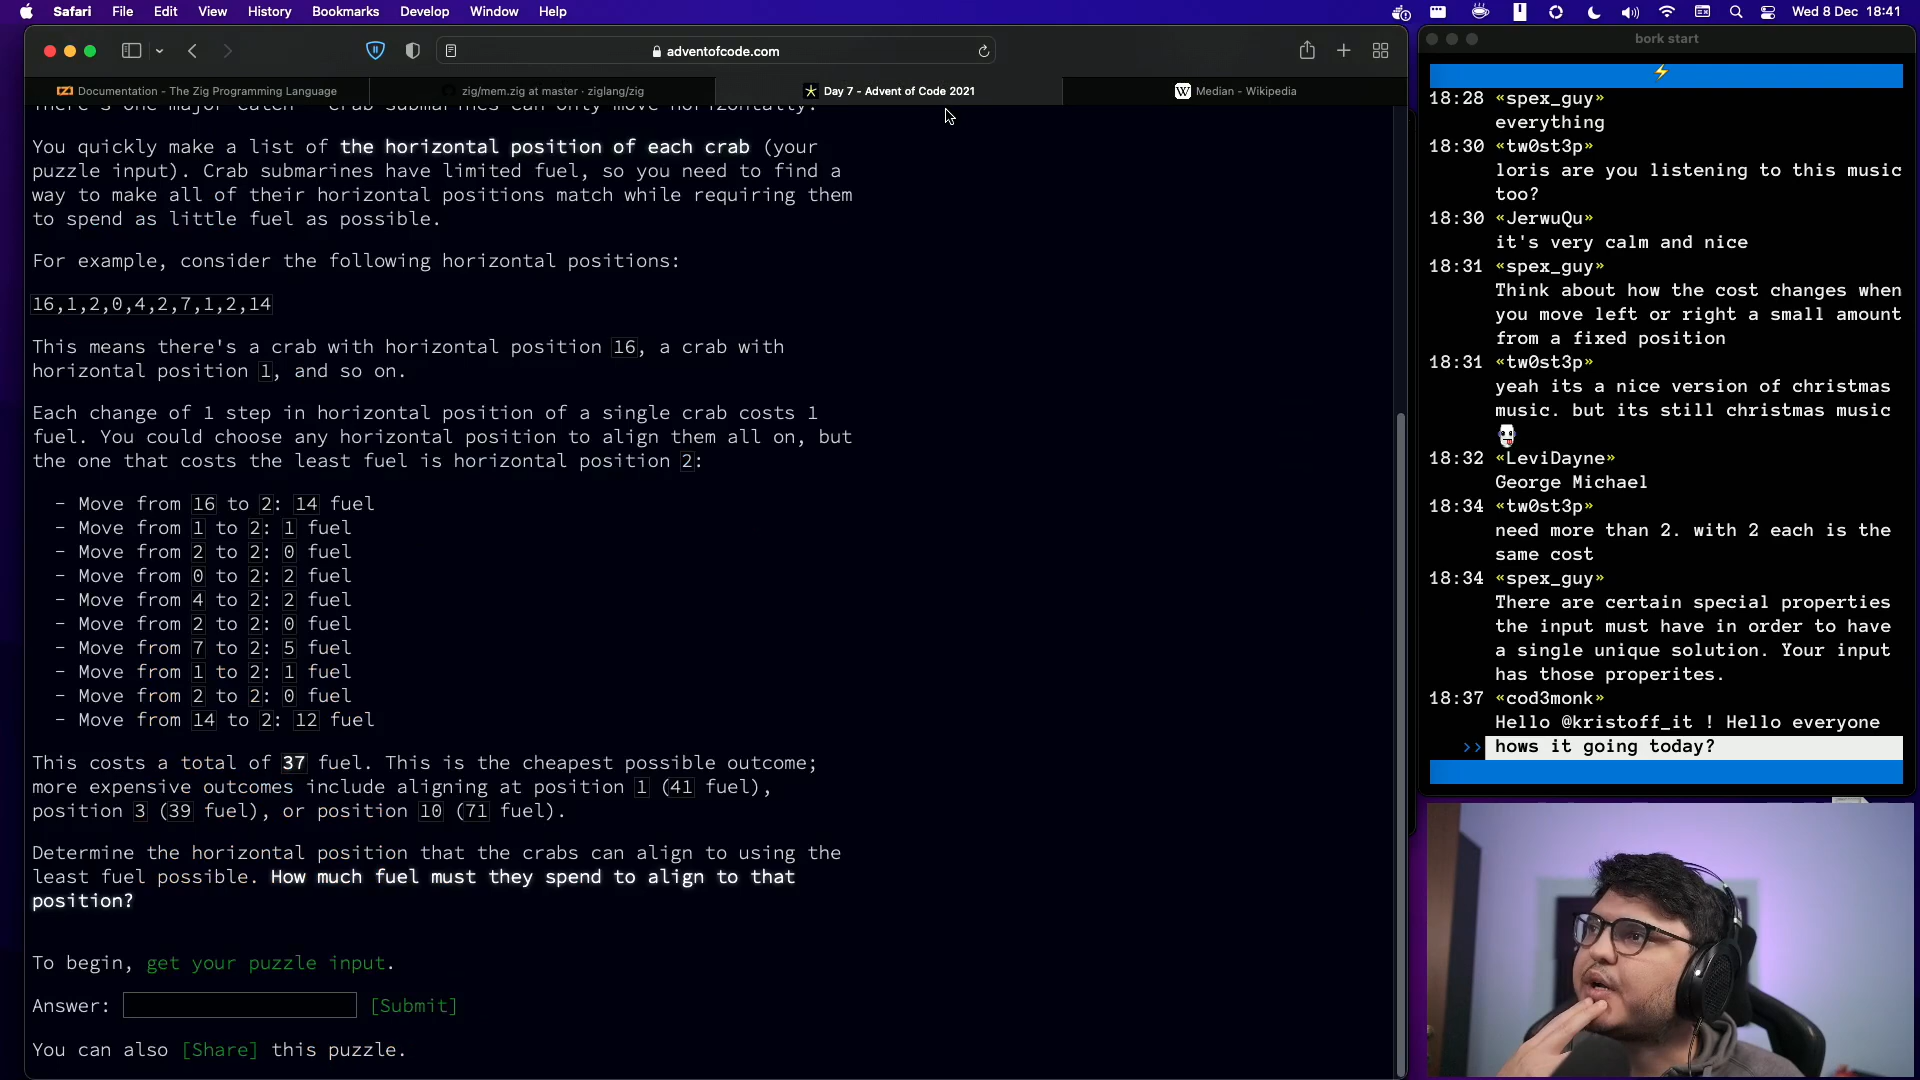 Safari File Edit View History Bookmarks Develop Window Help
Wed 8 Dec 18:41
adventofcode.com
Documentation - The Zig Programming Language
zig/mem.zig at master · ziglang/zig
Day 7 - Advent of Code 2021
Median - Wikipedia
There's one major catch - crab submarines can only move horizontally.
You quickly make a list of the horizontal position of each crab (your
puzzle input). Crab submarines have limited fuel, so you need to find a
way to make all of their horizontal positions match while requiring them
to spend as little fuel as possible.
For example, consider the following horizontal positions:
16,1,2,0,4,2,7,1,2,14
This means there's a crab with horizontal position 16, a crab with
horizontal position 1, and so on.
Each change of 1 step in horizontal position of a single crab costs 1
fuel. You could choose any horizontal position to align them all on, but
the one that costs the least fuel is horizontal position 2:
- Move from 16 to 2: 14 fuel
- Move from 1 to 2: 1 fuel
- Move from 2 to 2: 0 fuel
- Move from 0 to 2: 2 fuel
- Move from 4 to 2: 2 fuel
- Move from 2 to 2: 0 fuel
- Move from 7 to 2: 5 fuel
- Move from 1 to 2: 1 fuel
- Move from 2 to 2: 0 fuel
- Move from 14 to 2: 12 fuel
This costs a total of 37 fuel. This is the cheapest possible outcome;
more expensive outcomes include aligning at position 1 (41 fuel),
position 3 (39 fuel), or position 10 (71 fuel).
Determine the horizontal position that the crabs can align to using the
least fuel possible. How much fuel must they spend to align to that
position?
To begin, get your puzzle input.
Answer: [Submit]
You can also [Share] this puzzle.
bork start
⚡
18:28 «spex_guy»
everything
18:30 «tw0st3p»
loris are you listening to this music
too?
18:30 «JerwuQu»
it's very calm and nice
18:31 «spex_guy»
Think about how the cost changes when
you move left or right a small amount
from a fixed position
18:31 «tw0st3p»
yeah its a nice version of christmas
music. but its still christmas music
18:32 «LeviDayne»
George Michael
18:34 «tw0st3p»
need more than 2. with 2 each is the
same cost
18:34 «spex_guy»
There are certain special properties
the input must have in order to have
a single unique solution. Your input
has those properites.
18:37 «cod3monk»
Hello @kristoff_it ! Hello everyone
>> hows it going today?